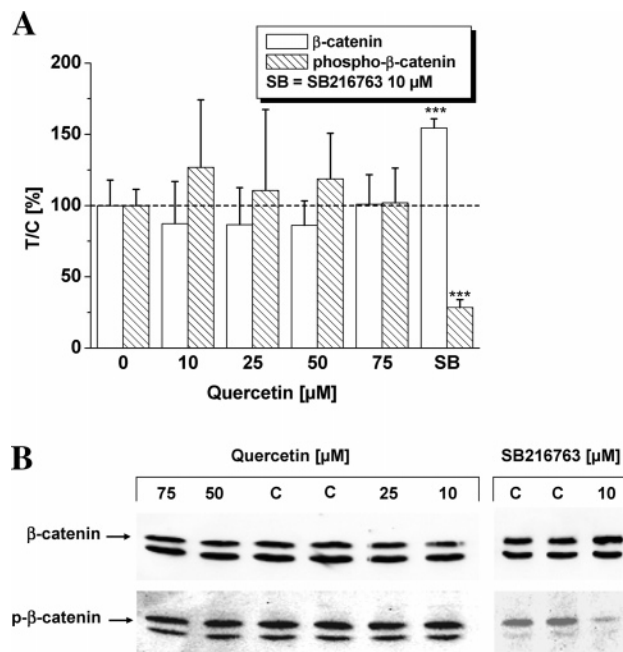 A
β-catenin
phospho-β-catenin
SB = SB216763 10 μM
200
150
100
50
0
T/C [%]
*** 
***
0 10 25 50 75 SB
Quercetin [μM]
B
Quercetin [μM] SB216763 [μM]
75 50 C C 25 10 C C 10
β-catenin
p-β-catenin